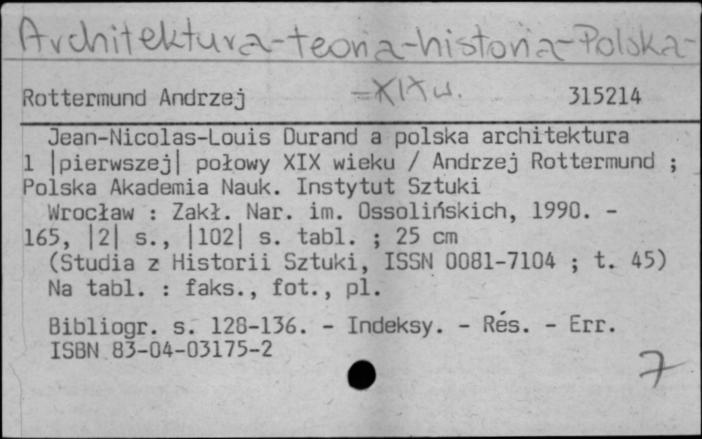 Architektura-teoria-historia-Polska-
-XIX w.
Rottermund Andrzej 315214
Jean-Nicolas-Louis Durand a polska architektura
1 |pierwszej| połowy XIX wieku / Andrzej Rottermund ;
Polska Akademia Nauk. Instytut Sztuki
Wrocław : Zakł. Nar. im. Ossolińskich, 1990. -
165, |2| s., |102| s. tabl. ; 25 cm
(Studia z Historii Sztuki, ISSN 0081-7104 ; t. 45)
Na tabl. : faks., fot., pl.
Bibliogr. s. 128-136. - Indeksy. - Rés. - Err.
ISBN 83-04-03175-2
7